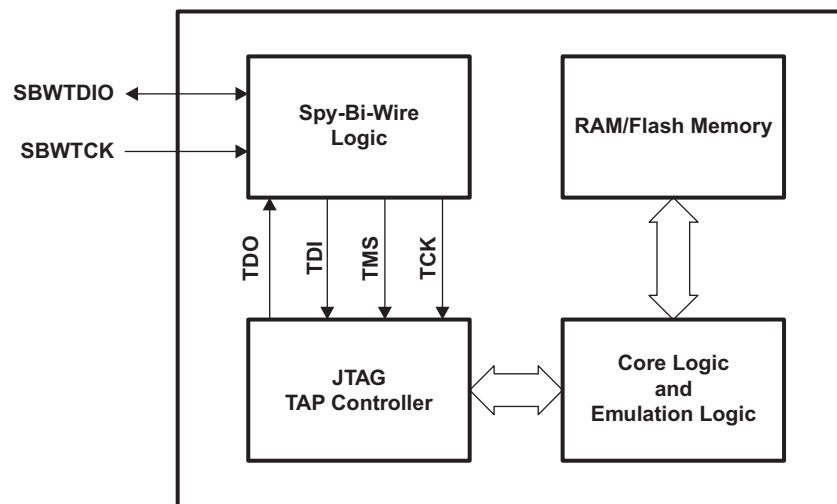 SBWTDIO
SBWTCK
Spy-Bi-Wire
Logic
RAM/Flash Memory
TDO
TDI
TMS
TCK
JTAG
TAP Controller
Core Logic
and
Emulation Logic